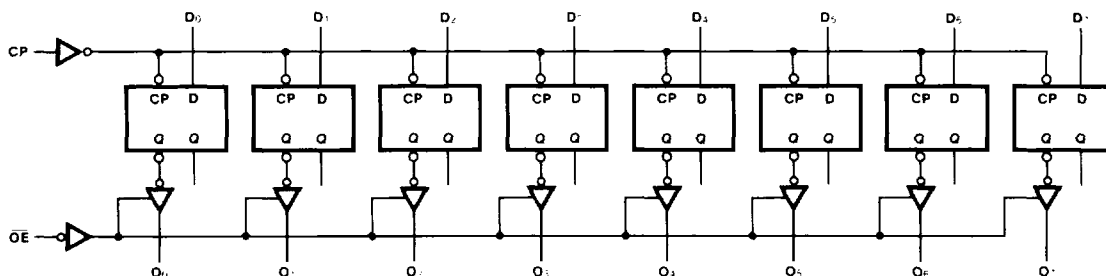 D₀ D₁ D₂ D₄ D₅ D₆
CP
CP D CP D CP D CP D CP D CP D CP D CP D
Q Q Q Q Q Q Q Q Q Q Q Q Q Q Q Q
OE
O₀ O₃ O₄ O₅ O₆